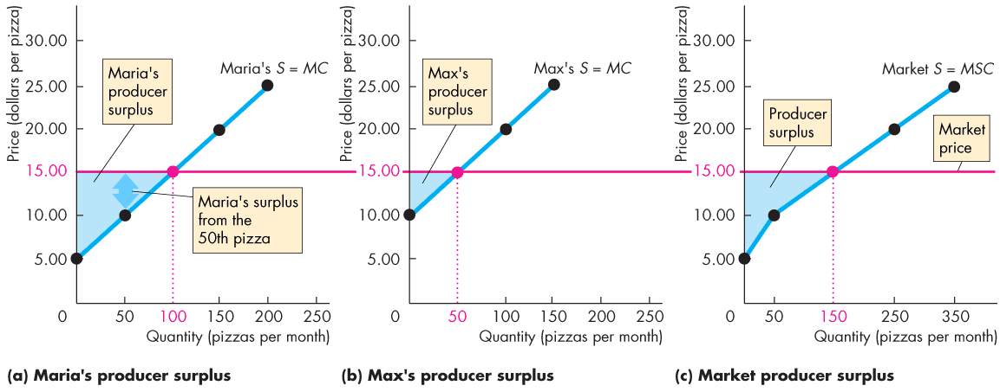 Price (dollars per pizza)
30.00
25.00
20.00
15.00
10.00
5.00
0
50
100
150
200
250
Quantity (pizzas per month)
Maria's
producer
surplus
Maria's S = MC
Maria's surplus
from the
50th pizza
(a) Maria's producer surplus
Price (dollars per pizza)
30.00
25.00
20.00
15.00
10.00
5.00
0
50
100
150
200
250
Quantity (pizzas per month)
Max's
producer
surplus
Max's S = MC
(b) Max's producer surplus
Price (dollars per pizza)
30.00
25.00
20.00
15.00
10.00
5.00
0
50
150
250
350
Quantity (pizzas per month)
Producer
surplus
Market S = MSC
Market
price
(c) Market producer surplus